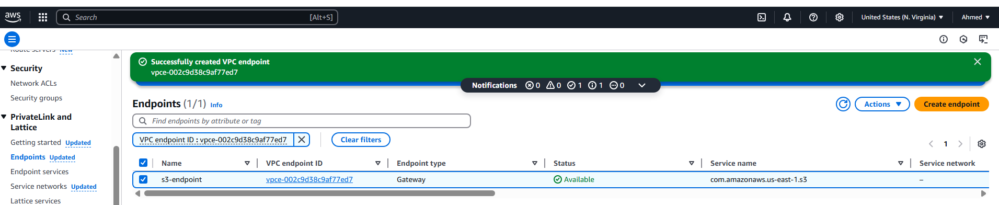 aws
Search [Alt+S]
United States (N. Virginia)
Ahmed
Route servers New
Security
Network ACLs
Security groups
PrivateLink and
Lattice
Getting started Updated
Endpoints Updated
Endpoint services
Service networks Updated
Lattice services
Successfully created VPC endpoint
vpce-002c9d38c9af77ed7
Notifications 0 0 1 1 0
Endpoints (1/1) Info
Actions
Create endpoint
Find endpoints by attribute or tag
VPC endpoint ID : vpce-002c9d38c9af77ed7
Clear filters
1
Name VPC endpoint ID Endpoint type Status Service name Service network
s3-endpoint vpce-002c9d38c9af77ed7 Gateway Available com.amazonaws.us-east-1.s3 –